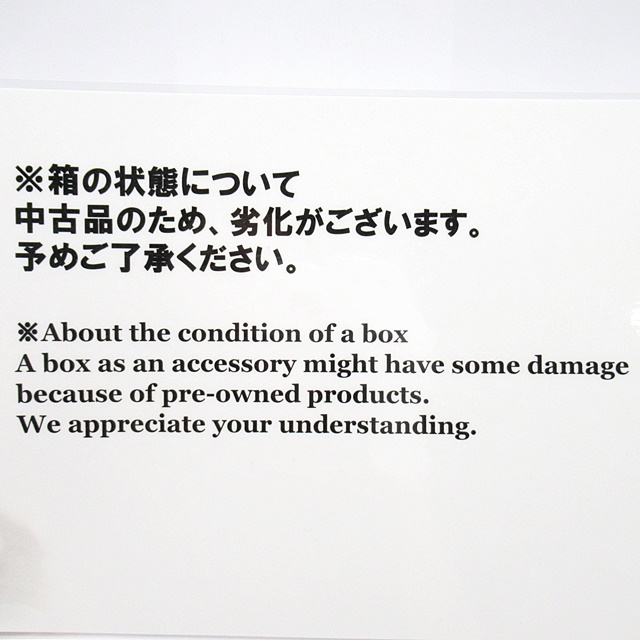 ※箱の状態について
中古品のため、劣化がございます。
予めご了承ください。
※About the condition of a box
A box as an accessory might have some damage
because of pre-owned products.
We appreciate your understanding.